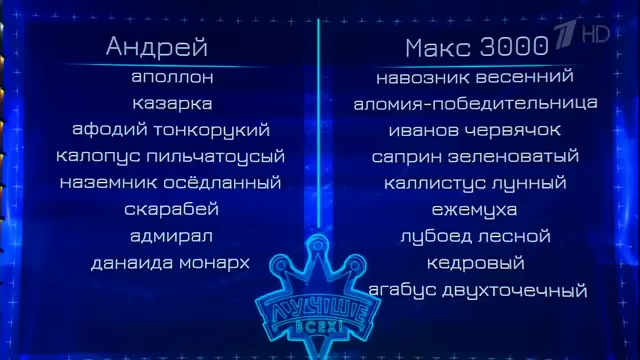 Андрей
аполлон
казарка
афодий тонкорукий
калопус пильчатоусый
наземник осёдланный
скарабей
адмирал
данаида монарх
Макс 3000
навозник весенний
аломия-победительница
иванов червячок
саприн зеленоватый
каллистус лунный
ежемуха
лубоед лесной
кедровый
агабус двухточечный
1 HD
ЛУЧШЕ
ВСЕХ!